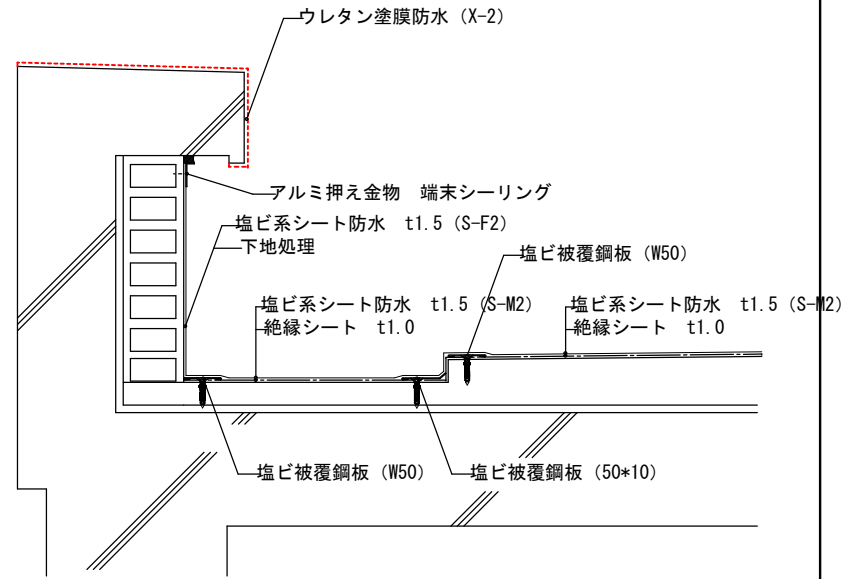 ウレタン塗膜防水 (X-2)
アルミ押え金物　端末シーリング
塩ビ系シート防水　t1.5 (S-F2)
下地処理
塩ビ被覆鋼板 (W50)
塩ビ系シート防水　t1.5 (S-M2)
絶縁シート　t1.0
塩ビ系シート防水　t1.5 (S-M2)
絶縁シート　t1.0
塩ビ被覆鋼板 (W50)
塩ビ被覆鋼板 (50*10)